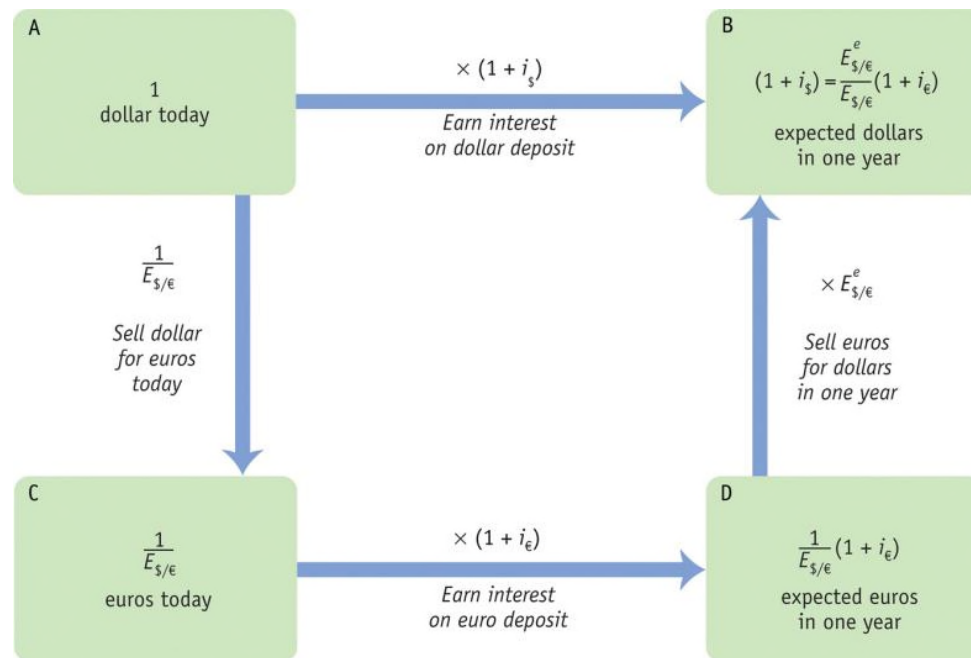 A
1
dollar today
× (1 + i$)
Earn interest
on dollar deposit
B
(1 + i$) = E^e$/€ / E$/€ (1 + i€)
expected dollars
in one year
1 / E$/€
Sell dollar
for euros
today
× E^e$/€
Sell euros
for dollars
in one year
C
1 / E$/€
euros today
× (1 + i€)
Earn interest
on euro deposit
D
1 / E$/€ (1 + i€)
expected euros
in one year